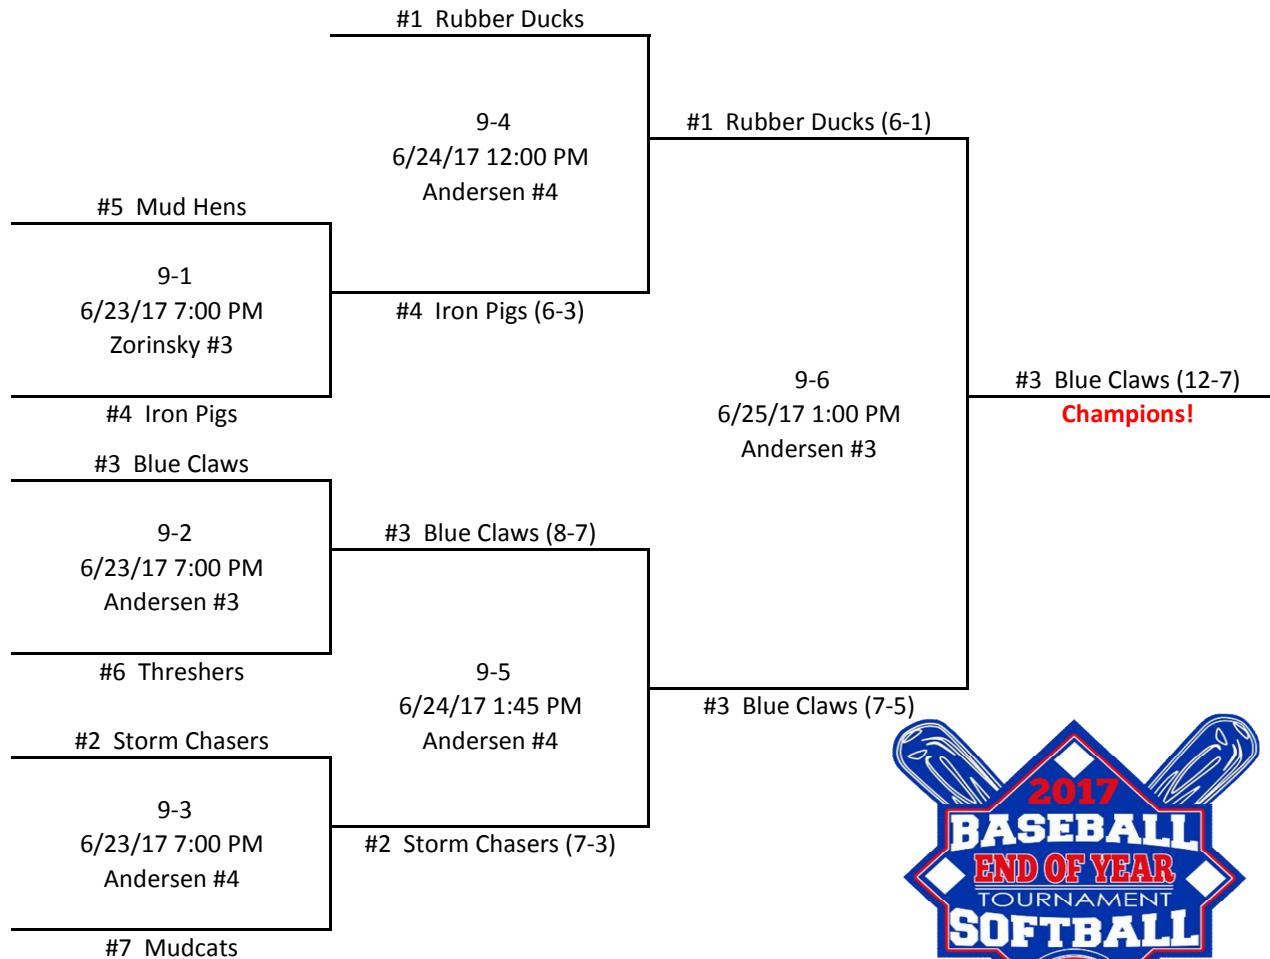 #1 Rubber Ducks
9-4
6/24/17 12:00 PM
Andersen #4
#1 Rubber Ducks (6-1)
#5 Mud Hens
9-1
6/23/17 7:00 PM
Zorinsky #3
#4 Iron Pigs (6-3)
#4 Iron Pigs
9-6
6/25/17 1:00 PM
Andersen #3
#3 Blue Claws (12-7)
Champions!
#3 Blue Claws
9-2
6/23/17 7:00 PM
Andersen #3
#3 Blue Claws (8-7)
#6 Threshers
9-5
6/24/17 1:45 PM
Andersen #4
#3 Blue Claws (7-5)
#2 Storm Chasers
9-3
6/23/17 7:00 PM
Andersen #4
#2 Storm Chasers (7-3)
#7 Mudcats
2017
BASEBALL
END OF YEAR
TOURNAMENT
SOFTBALL